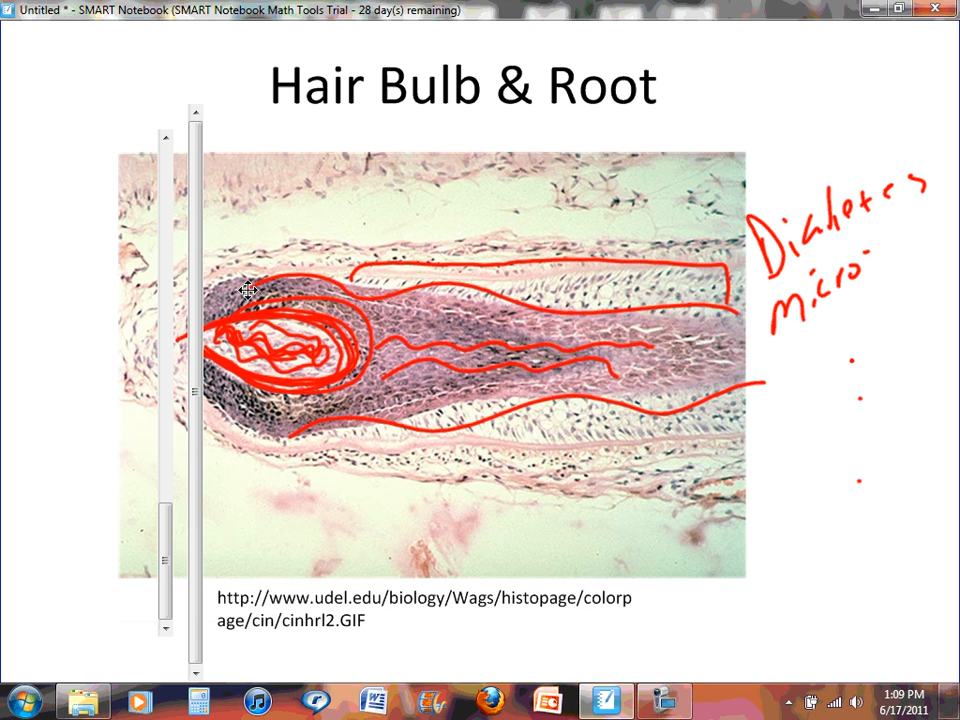 Untitled * - SMART Notebook (SMART Notebook Math Tools Trial - 28 day(s) remaining)
Hair Bulb & Root
Diabetes
micro
http://www.udel.edu/biology/Wags/histopage/colorp
age/cin/cinhrl2.GIF
1:09 PM
6/17/2011